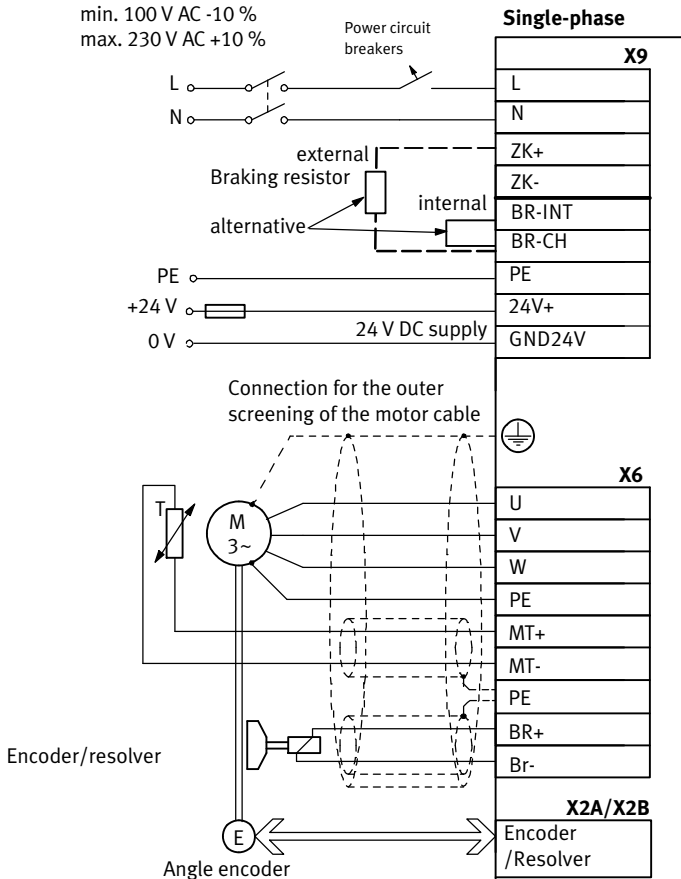 min. 100 V AC -10 %
max. 230 V AC +10 %
Power circuit
breakers
Single-phase
X9
L
L
N
N
external
ZK+
Braking resistor
ZK-
internal
BR-INT
alternative
BR-CH
PE
PE
+24 V
24V+
24 V DC supply
0 V
GND24V
Connection for the outer
screening of the motor cable
X6
T
U
M
3~
V
W
PE
MT+
MT-
PE
BR+
Encoder/resolver
Br-
X2A/X2B
E
Encoder
/Resolver
Angle encoder